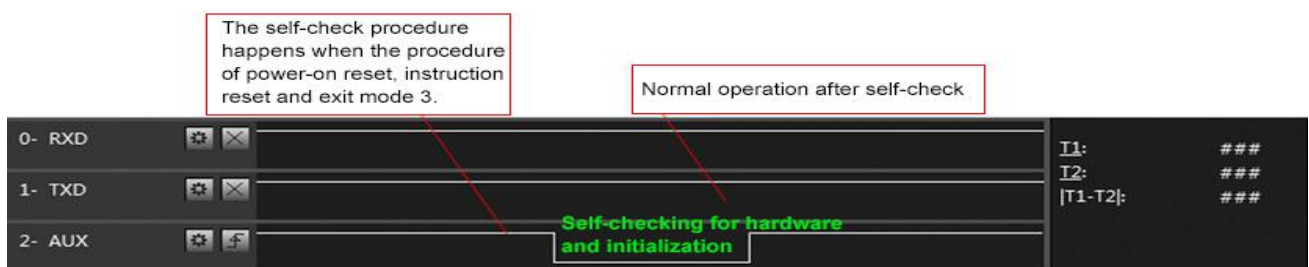 The self-check procedure
happens when the procedure
of power-on reset, instruction
reset and exit mode 3.
Normal operation after self-check
0- RXD
T1: ###
T2: ###
1- TXD
|T1-T2|: ###
Self-checking for hardware
2- AUX
and initialization